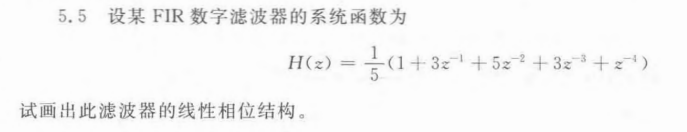 5.5 设某 FIR 数字滤波器的系统函数为
H(z) = 1/5(1+3z⁻¹+5z⁻²+3z⁻³+z⁻⁴)
试画出此滤波器的线性相位结构。